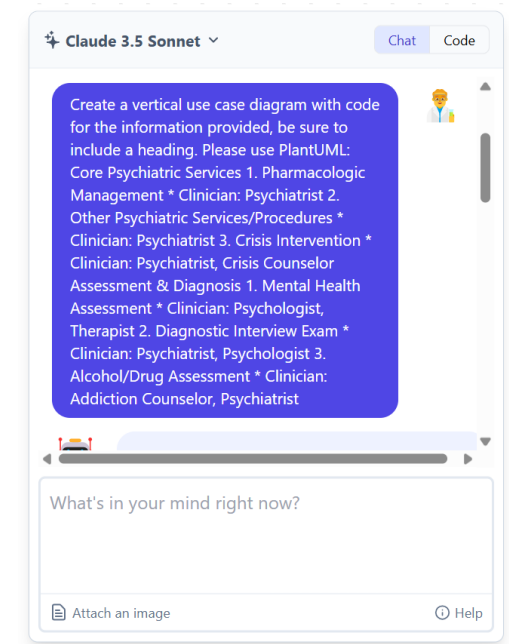 Claude 3.5 Sonnet
Chat
Code
Create a vertical use case diagram with code
for the information provided, be sure to
include a heading. Please use PlantUML:
Core Psychiatric Services 1. Pharmacologic
Management * Clinician: Psychiatrist 2.
Other Psychiatric Services/Procedures *
Clinician: Psychiatrist 3. Crisis Intervention *
Clinician: Psychiatrist, Crisis Counselor
Assessment & Diagnosis 1. Mental Health
Assessment * Clinician: Psychologist,
Therapist 2. Diagnostic Interview Exam *
Clinician: Psychiatrist, Psychologist 3.
Alcohol/Drug Assessment * Clinician:
Addiction Counselor, Psychiatrist
What's in your mind right now?
Attach an image
Help